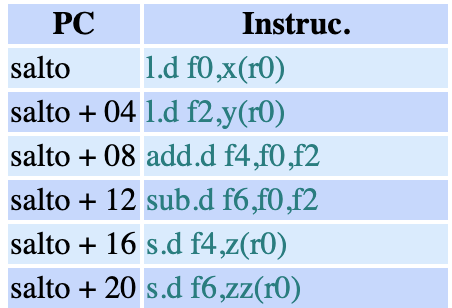 PC Instruc.
salto l.d f0,x(r0)
salto + 04 l.d f2,y(r0)
salto + 08 add.d f4,f0,f2
salto + 12 sub.d f6,f0,f2
salto + 16 s.d f4,z(r0)
salto + 20 s.d f6,zz(r0)